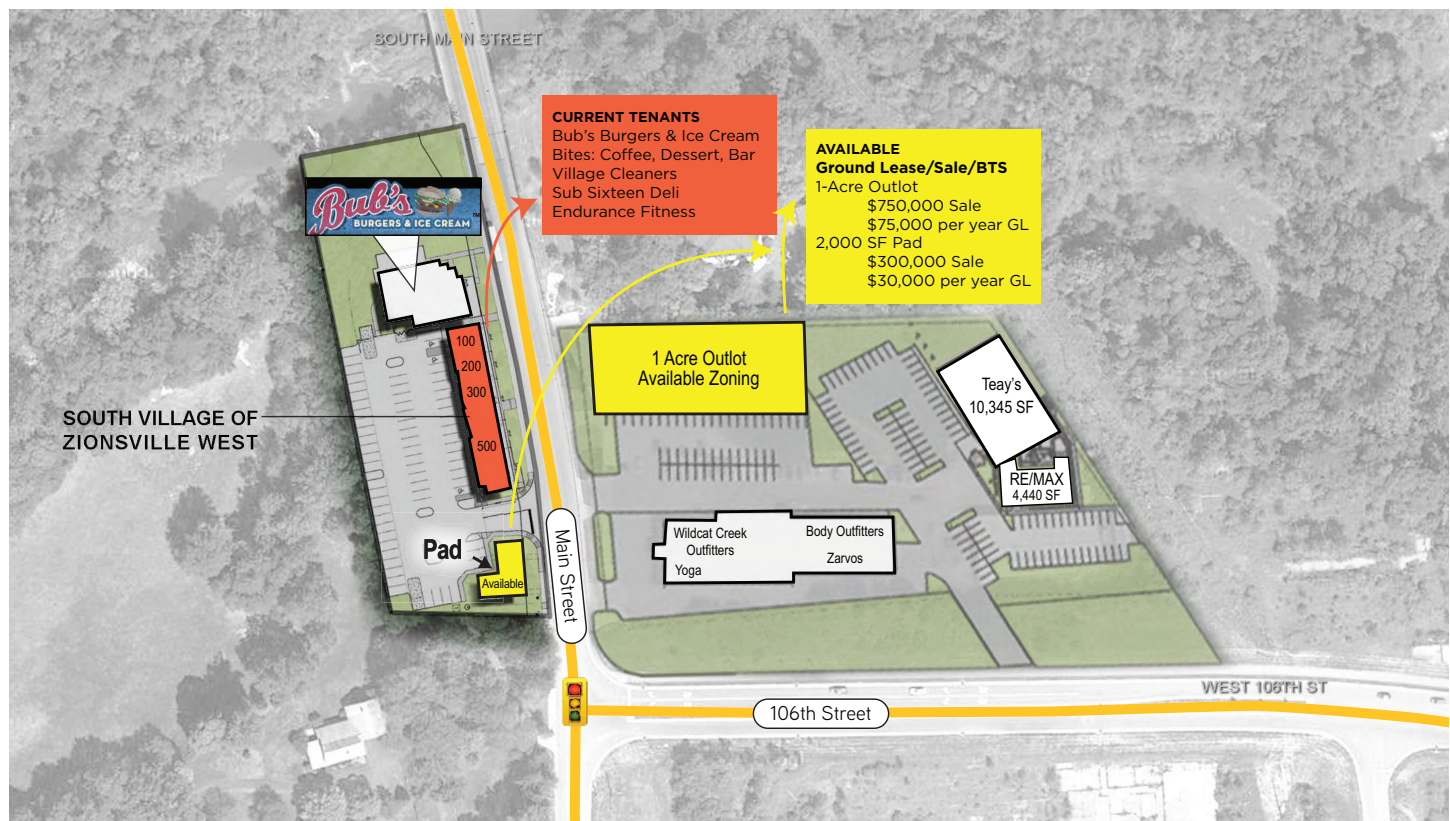 SOUTH MAIN STREET
CURRENT TENANTS
Bub's Burgers & Ice Cream
Bites: Coffee, Dessert, Bar
Village Cleaners
Sub Sixteen Deli
Endurance Fitness
AVAILABLE
Ground Lease/Sale/BTS
1-Acre Outlot
$750,000 Sale
$75,000 per year GL
2,000 SF Pad
$300,000 Sale
$30,000 per year GL
Bub's
BURGERS & ICE CREAM™
100
200
300
500
SOUTH VILLAGE OF
ZIONSVILLE WEST
1 Acre Outlot
Available Zoning
Teay's
10,345 SF
RE/MAX
4,440 SF
Wildcat Creek
Outfitters
Yoga
Body Outfitters
Zarvos
Pad
Available
Main Street
WEST 106TH ST
106th Street